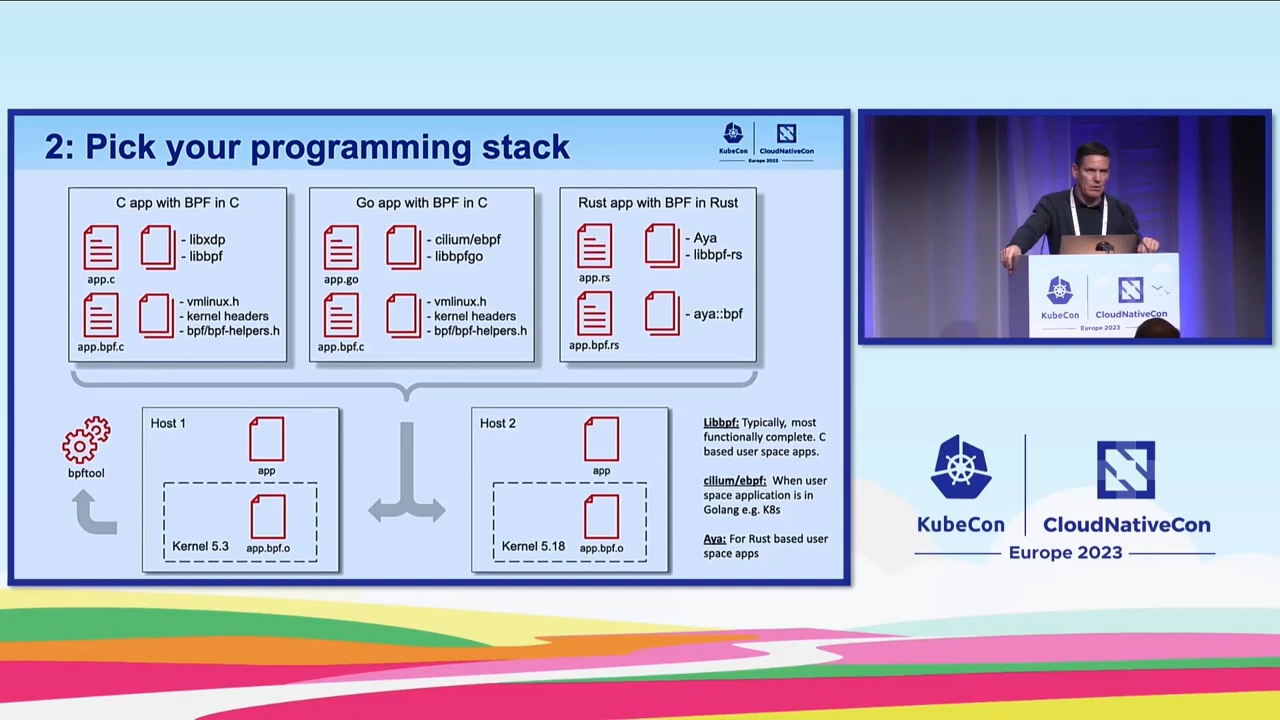 2: Pick your programming stack
KubeCon
CloudNativeCon
Europe 2023
C app with BPF in C
app.c
- libxdp
- libbpf
app.bpf.c
- vmlinux.h
- kernel headers
- bpf/bpf-helpers.h
Go app with BPF in C
app.go
- cilium/ebpf
- libbpfgo
app.bpf.c
- vmlinux.h
- kernel headers
- bpf/bpf-helpers.h
Rust app with BPF in Rust
app.rs
- Aya
- libbpf-rs
app.bpf.rs
- aya::bpf
bpftool
Host 1
app
Kernel 5.3
app.bpf.o
Host 2
app
Kernel 5.18
app.bpf.o
Libbpf: Typically, most
functionally complete. C
based user space apps.
cilium/ebpf: When user
space application is in
Golang e.g. K8s
Aya: For Rust based user
space apps
KubeCon
CloudNativeCon
Europe 2023
KubeCon
CloudNativeCon
Europe 2023